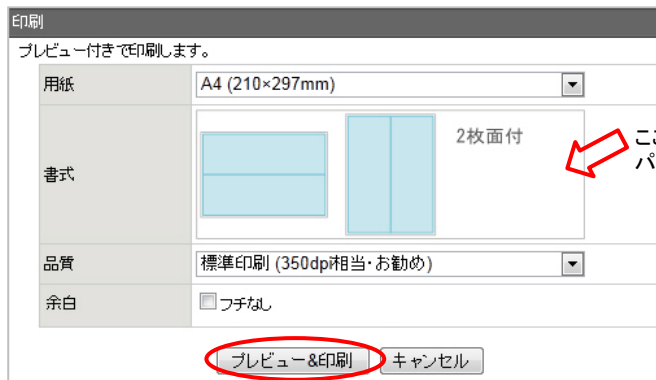 印刷
プレビュー付きで印刷します。
用紙
A4 (210×297mm)
書式
2枚面付
ここ
パ
品質
標準印刷 (350dpi相当・お勧め)
余白
フチなし
プレビュー&印刷
キャンセル